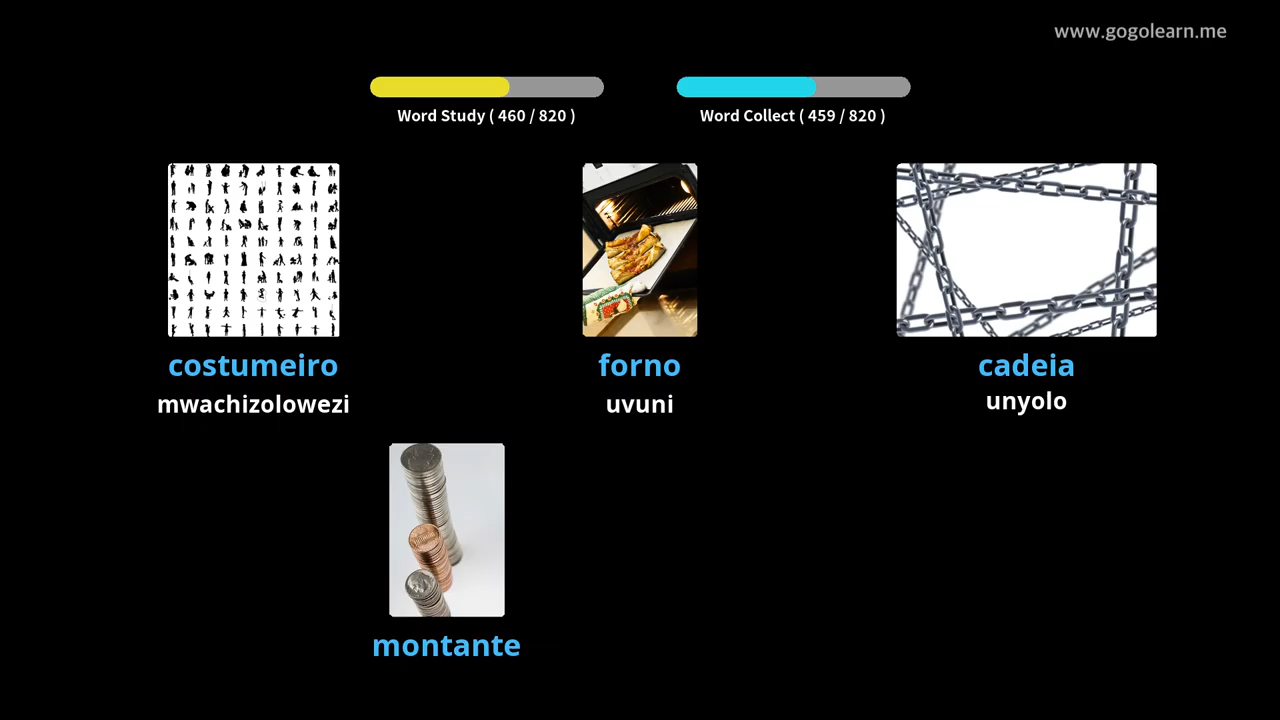 www.gogolearn.me
Word Study ( 460 / 820 )
Word Collect ( 459 / 820 )
costumeiro
mwachizolowezi
forno
uvuni
cadeia
unyolo
montante